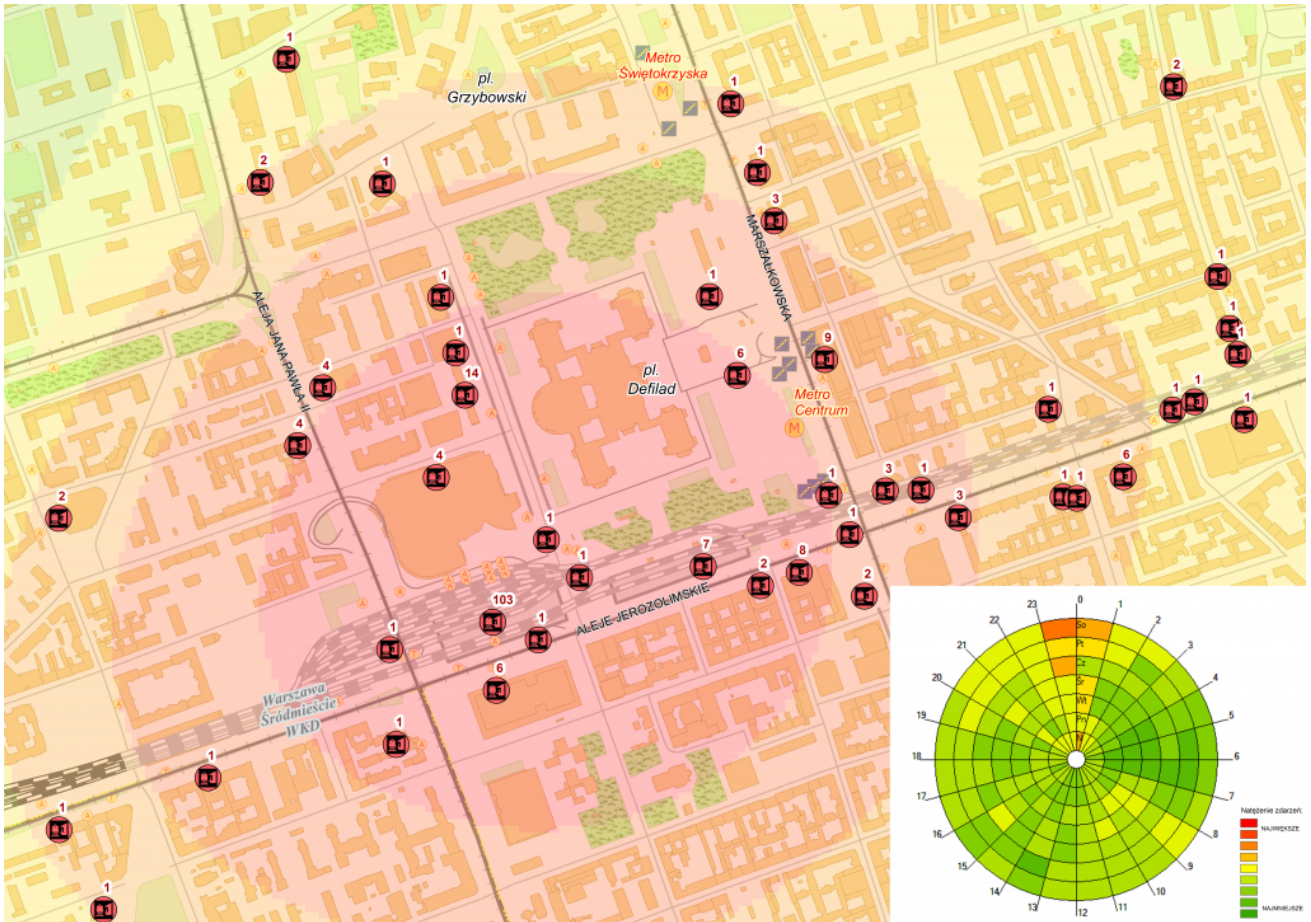 1
2
pl.
Grzybowski
Metro
Świętokrzyska
M
1
2
1
1
3
MARSZAŁKOWSKA
ALEJA JANA PAWŁA II
1
1
1
1
1
1
9
pl.
Defilad
6
4
14
Metro
Centrum
M
1
1
1
1
4
4
6
2
1
3
1
1
1
3
1
1
1
7
8
2
2
ALEJE JEROZOLIMSKIE
103
1
1
6
Warszawa
Śródmieście
WKD
1
1
1
1
0
23
1
22
2
21
3
20
4
19
5
18
6
17
7
16
8
15
9
14
10
13
11
12
So
Pt
Cz
Śr
Wt
Pn
Natężenie zdarzeń:
NAJWIĘKSZE
NAJMNIEJSZE